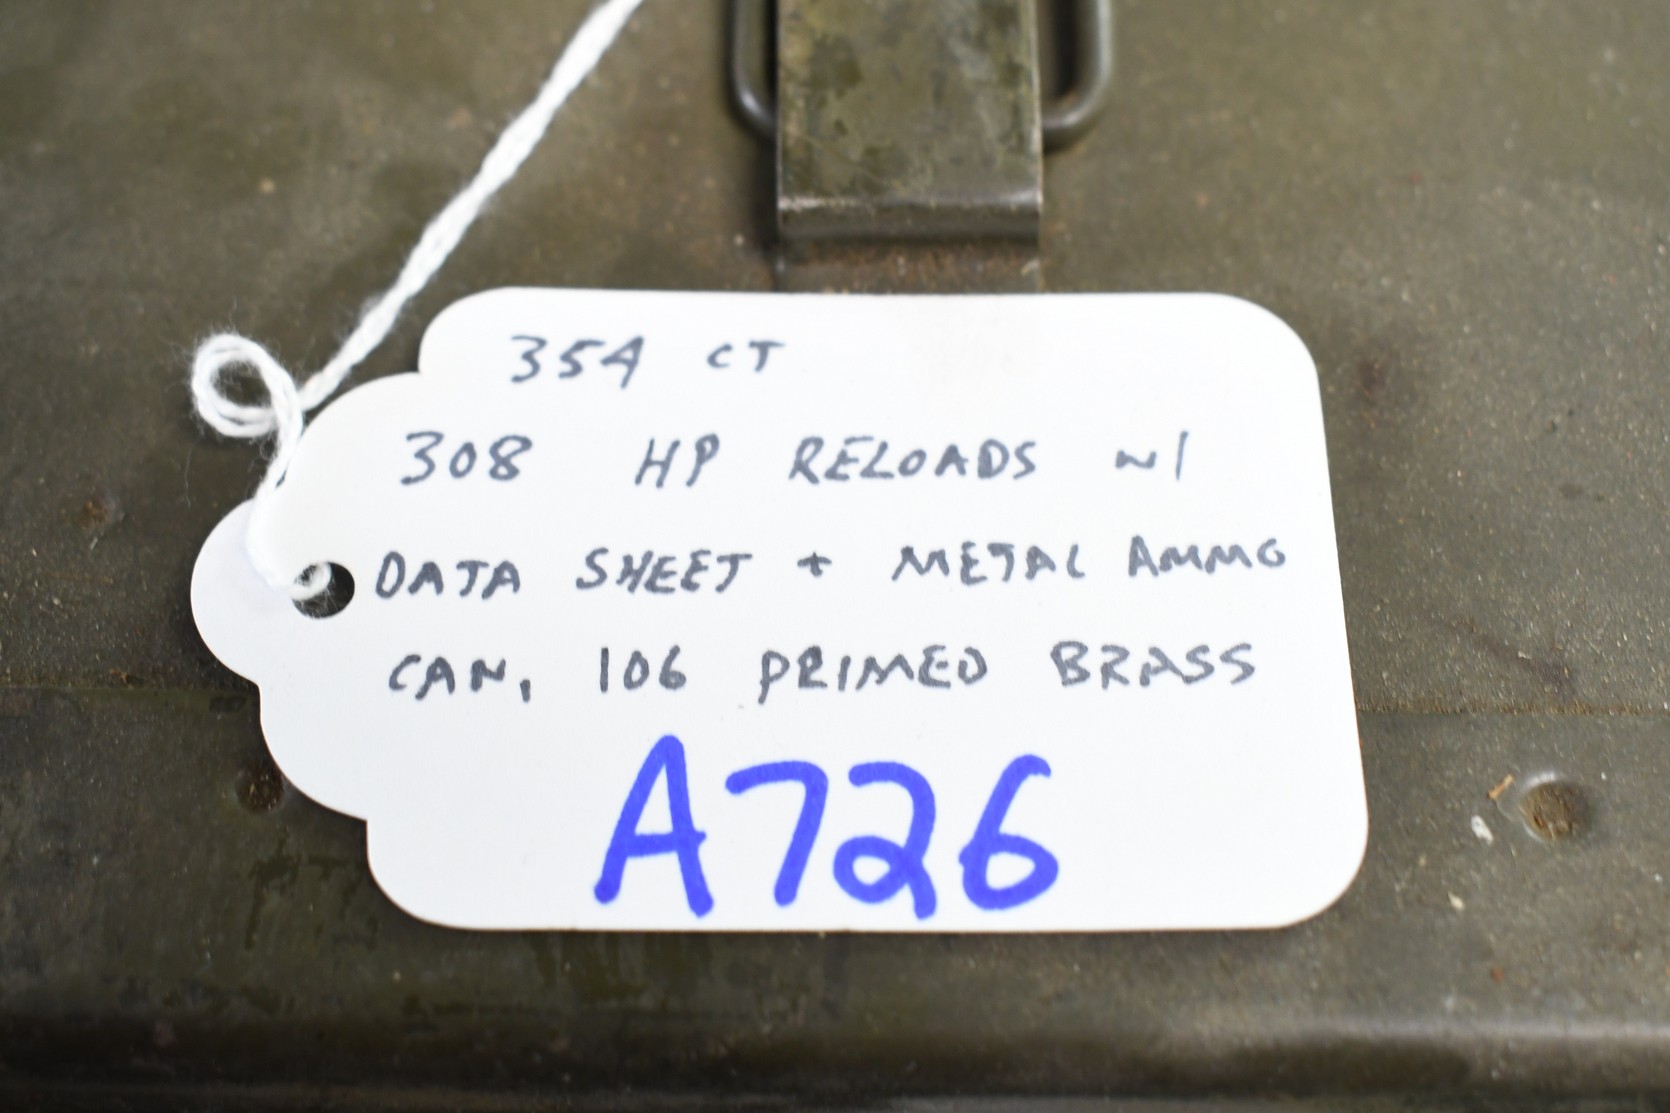 354 CT
308 HP RELOADS w/
DATA SHEET + METAL AMMO
CAN, 106 PRIMED BRASS
A726